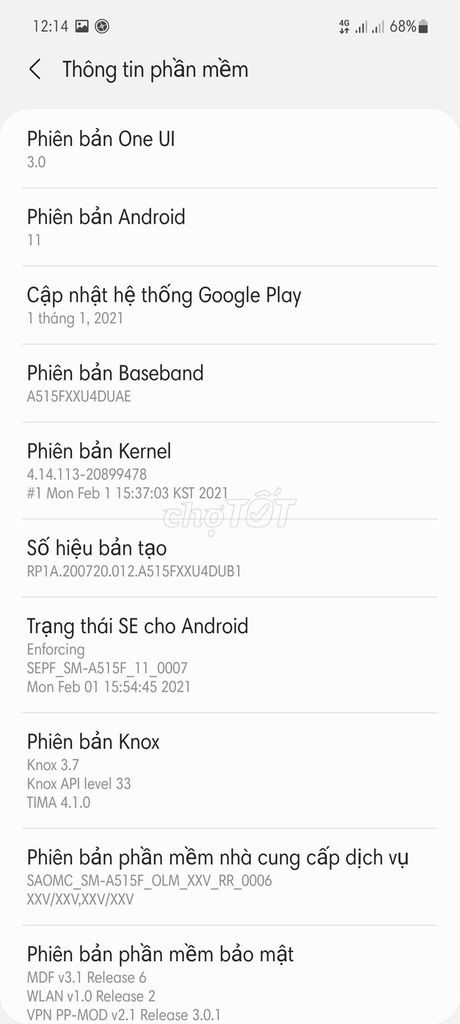 12:14
4G 68%
Thông tin phần mềm
Phiên bản One UI
3.0
Phiên bản Android
11
Cập nhật hệ thống Google Play
1 tháng 1, 2021
Phiên bản Baseband
A515FXXU4DUAE
Phiên bản Kernel
4.14.113-20899478
#1 Mon Feb 1 15:37:03 KST 2021
chợTỐT
Số hiệu bản tạo
RP1A.200720.012.A515FXXU4DUB1
Trạng thái SE cho Android
Enforcing
SEPF_SM-A515F_11_0007
Mon Feb 01 15:54:45 2021
Phiên bản Knox
Knox 3.7
Knox API level 33
TIMA 4.1.0
Phiên bản phần mềm nhà cung cấp dịch vụ
SAOMC_SM-A515F_OLM_XXV_RR_0006
XXV/XXV,XXV/XXV
Phiên bản phần mềm bảo mật
MDF v3.1 Release 6
WLAN v1.0 Release 2
VPN PP-MOD v2.1 Release 3.0.1